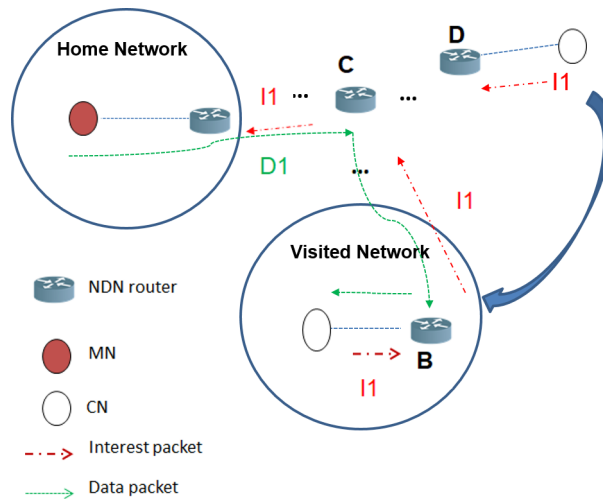 Home Network
D
C
I1
...
...
I1
D1
...
I1
Visited Network
NDN router
B
MN
I1
CN
Interest packet
Data packet